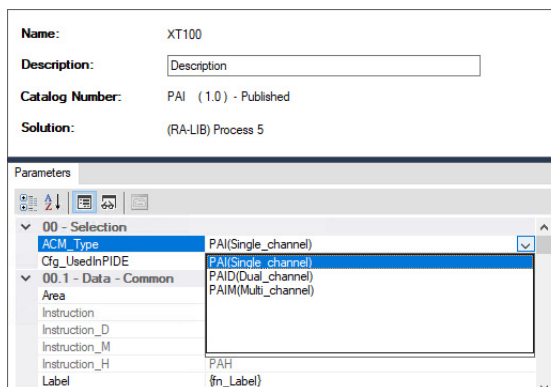 Name: XT100
Description: Description
Catalog Number: PAI (1.0) - Published
Solution: (RA-LIB) Process 5
Parameters
00 - Selection
ACM_Type PAI(Single_channel)
Cfg_UsedInPIDE PAI(Single_channel)
00.1 - Data - Common PAID(Dual_channel)
Area PAIM(Multi_channel)
Instruction
Instruction_D
Instruction_M
Instruction_H PAH
Label {fn_Label}